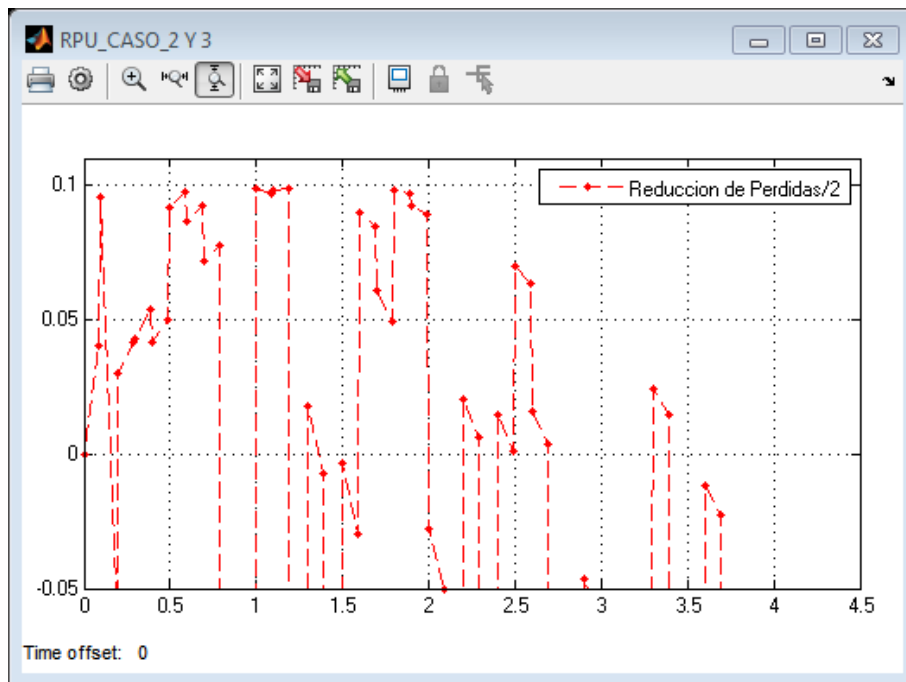 RPU_CASO_2 Y 3
0.1
Reduccion de Perdidas/2
0.05
0
-0.05
0 0.5 1 1.5 2 2.5 3 3.5 4 4.5
Time offset: 0